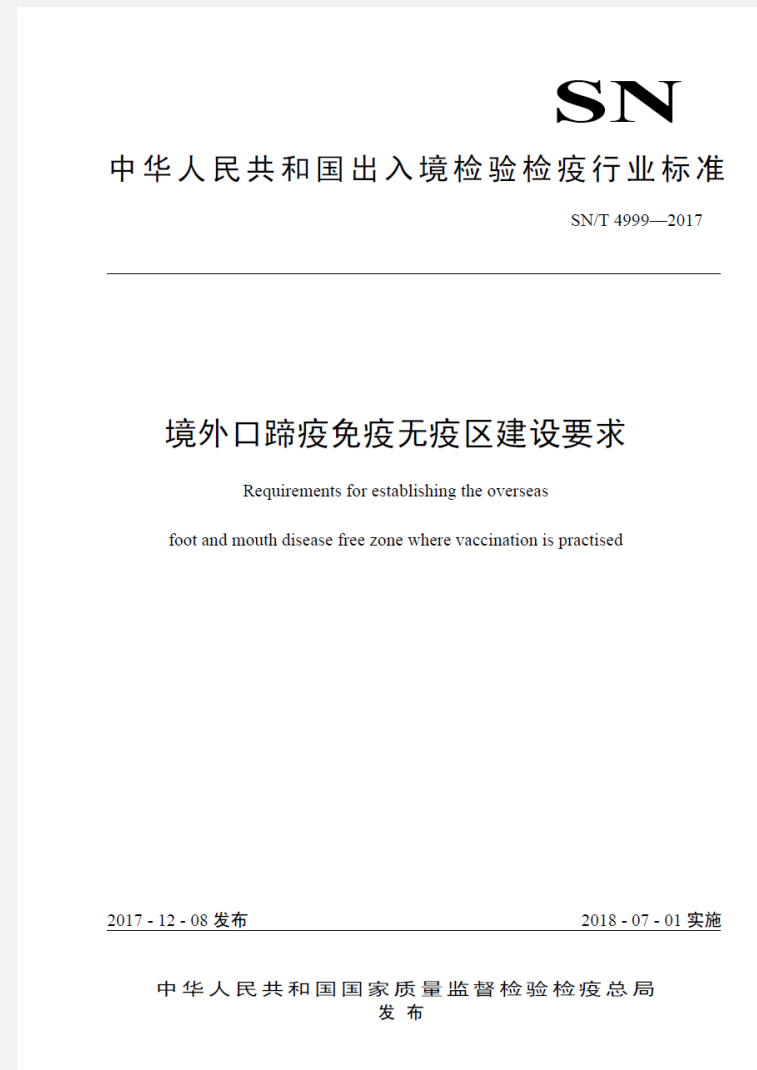 SN
中华人民共和国出入境检验检疫行业标准
SN/T 4999—2017
境外口蹄疫免疫无疫区建设要求
Requirements for establishing the overseas
foot and mouth disease free zone where vaccination is practised
2017 - 12 - 08 发布 2018 - 07 - 01 实施
中华人民共和国国家质量监督检验检疫总局
发 布